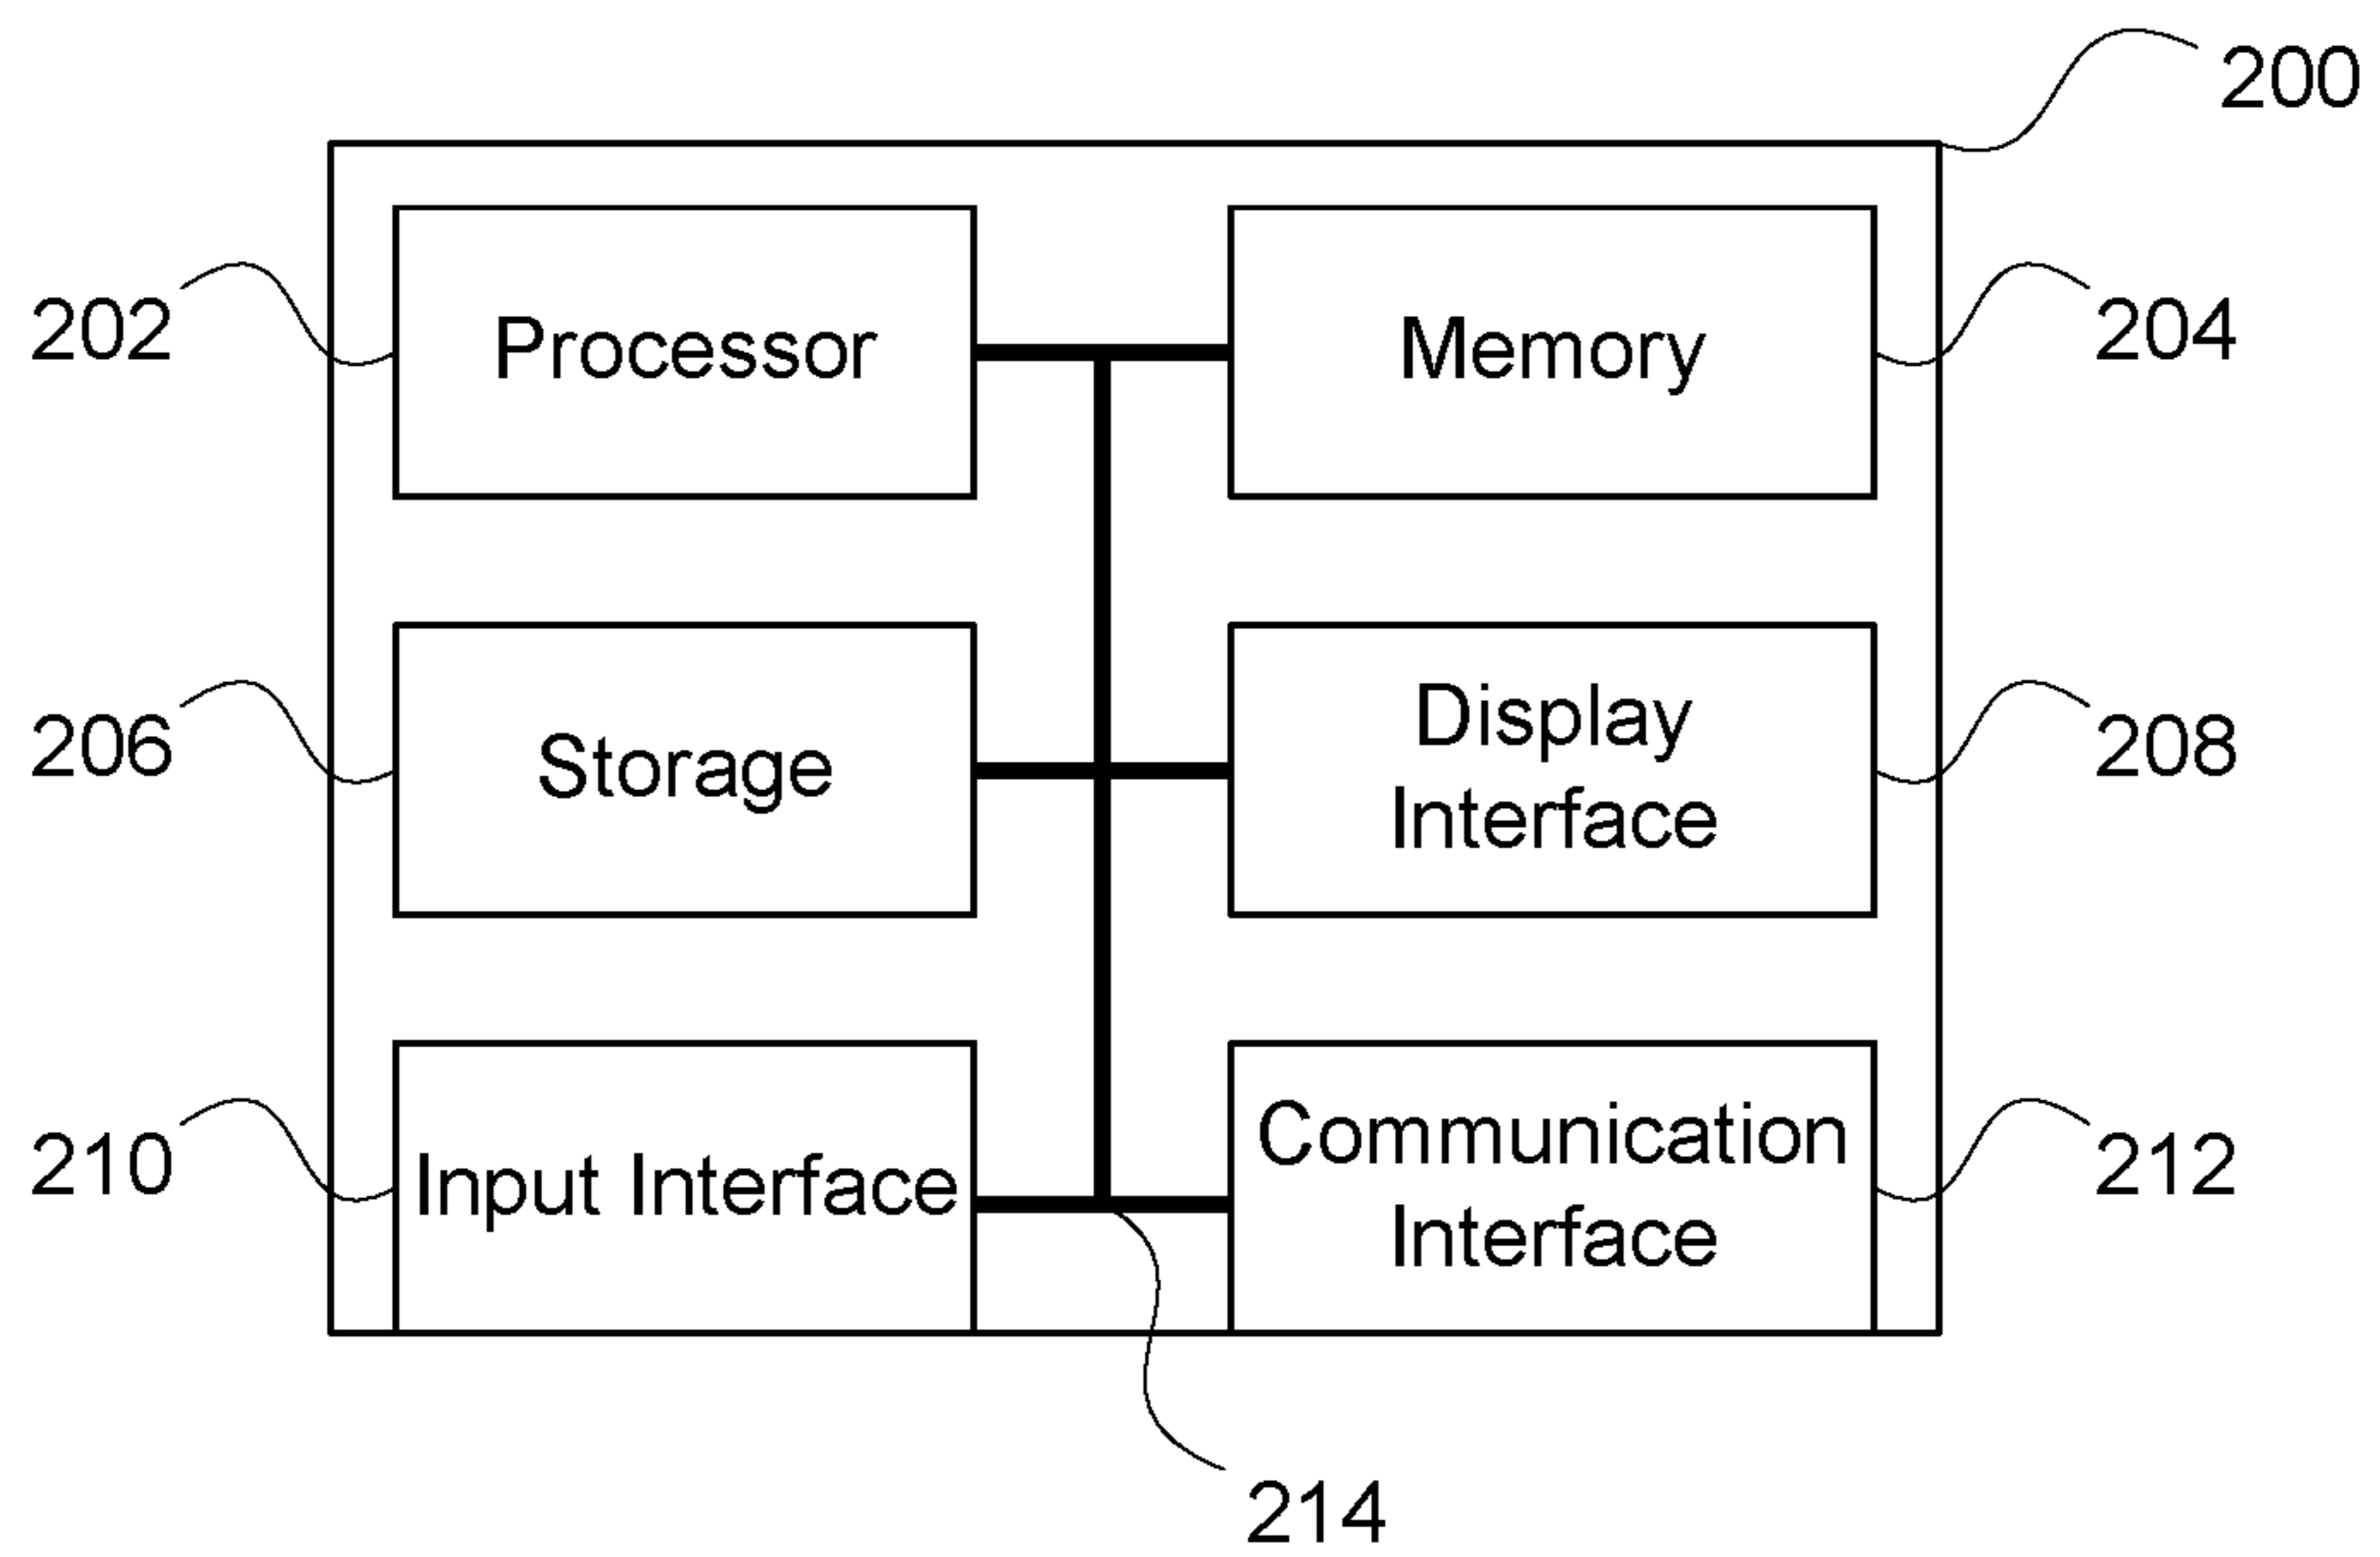 200
202
Processor
Memory
204
206
Storage
Display
Interface
208
210
Input Interface
Communication
Interface
212
214